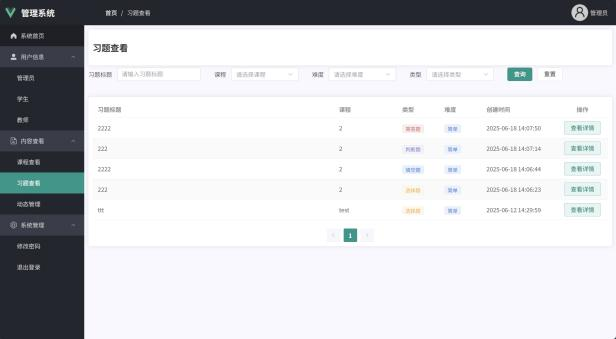 管理系统
首页 / 习题查看
管理员
系统首页
用户信息
管理员
学生
教师
内容查看
课程查看
习题查看
动态管理
系统管理
修改密码
退出登录
习题查看
习题标题 请输入习题标题 课程 请选择课程 难度 请选择难度 类型 请选择类型 查询 重置
习题标题 课程 类型 难度 创建时间 操作
2222 2 简答题 简单 2025-06-18 14:07:50 查看详情
222 2 判断题 简单 2025-06-18 14:07:14 查看详情
2222 2 填空题 简单 2025-06-18 14:06:44 查看详情
222 2 选择题 简单 2025-06-18 14:06:23 查看详情
ttt test 选择题 简单 2025-06-12 14:29:59 查看详情
1